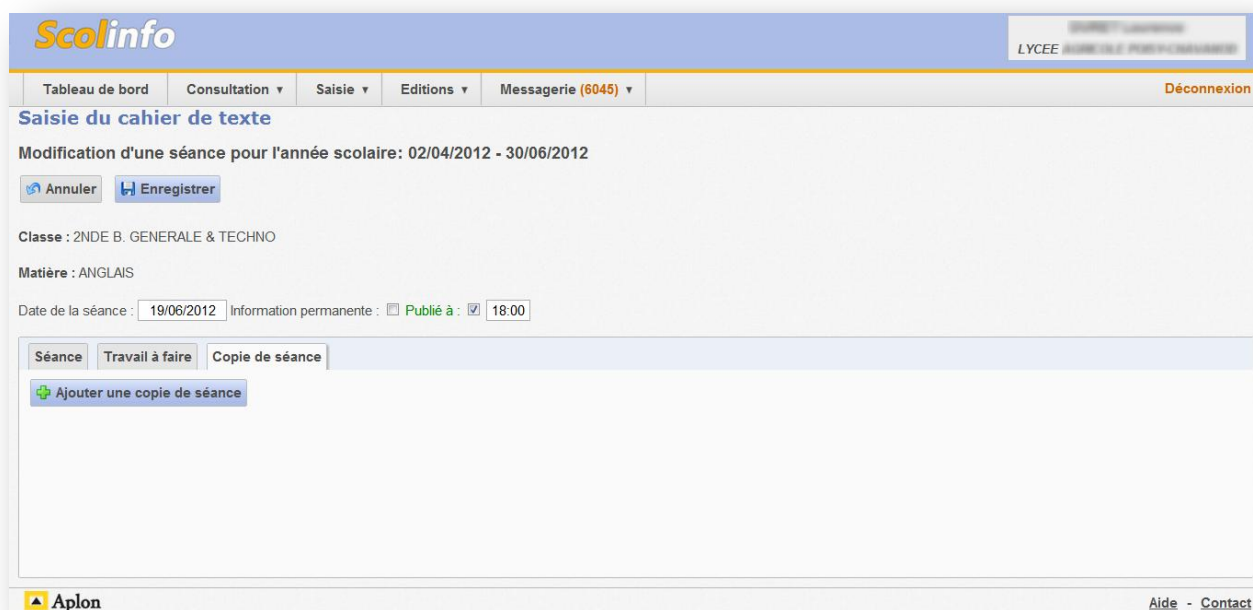 Scolinfo
LYCEE
Tableau de bord Consultation Saisie Editions Messagerie (6045) Déconnexion
Saisie du cahier de texte
Modification d'une séance pour l'année scolaire: 02/04/2012 - 30/06/2012
Annuler Enregistrer
Classe : 2NDE B. GENERALE & TECHNO
Matière : ANGLAIS
Date de la séance : 19/06/2012 Information permanente : Publié à : 18:00
Séance Travail à faire Copie de séance
Ajouter une copie de séance
Aplon Aide - Contact